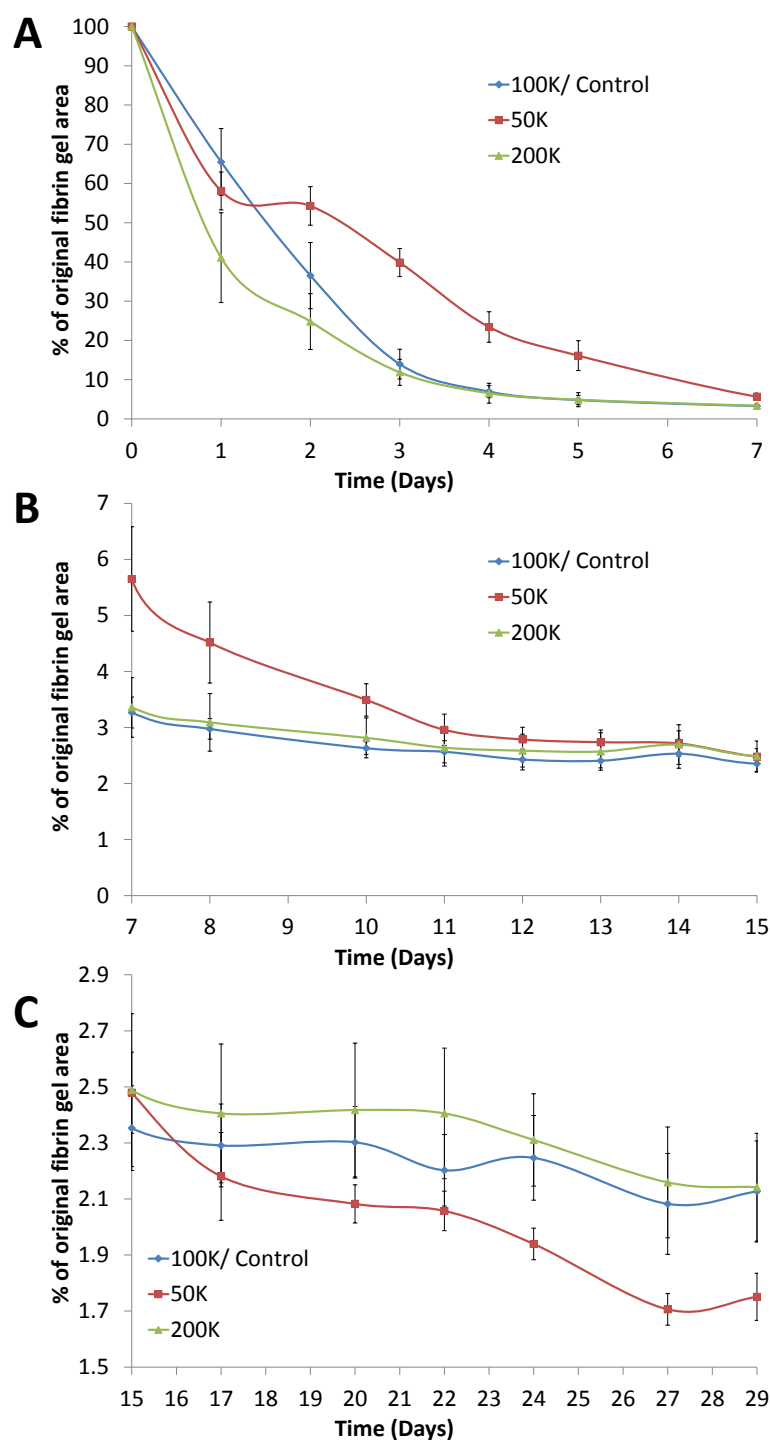 A
% of original fibrin gel area
100
90
80
70
60
50
40
30
20
10
0
100K/ Control
50K
200K
0 1 2 3 4 5 6 7
Time (Days)
B
% of original fibrin gel area
7
6
5
4
3
2
1
0
100K/ Control
50K
200K
7 8 9 10 11 12 13 14 15
Time (Days)
C
% of original fibrin gel area
2.9
2.7
2.5
2.3
2.1
1.9
1.7
1.5
100K/ Control
50K
200K
15 16 17 18 19 20 21 22 23 24 25 26 27 28 29
Time (Days)